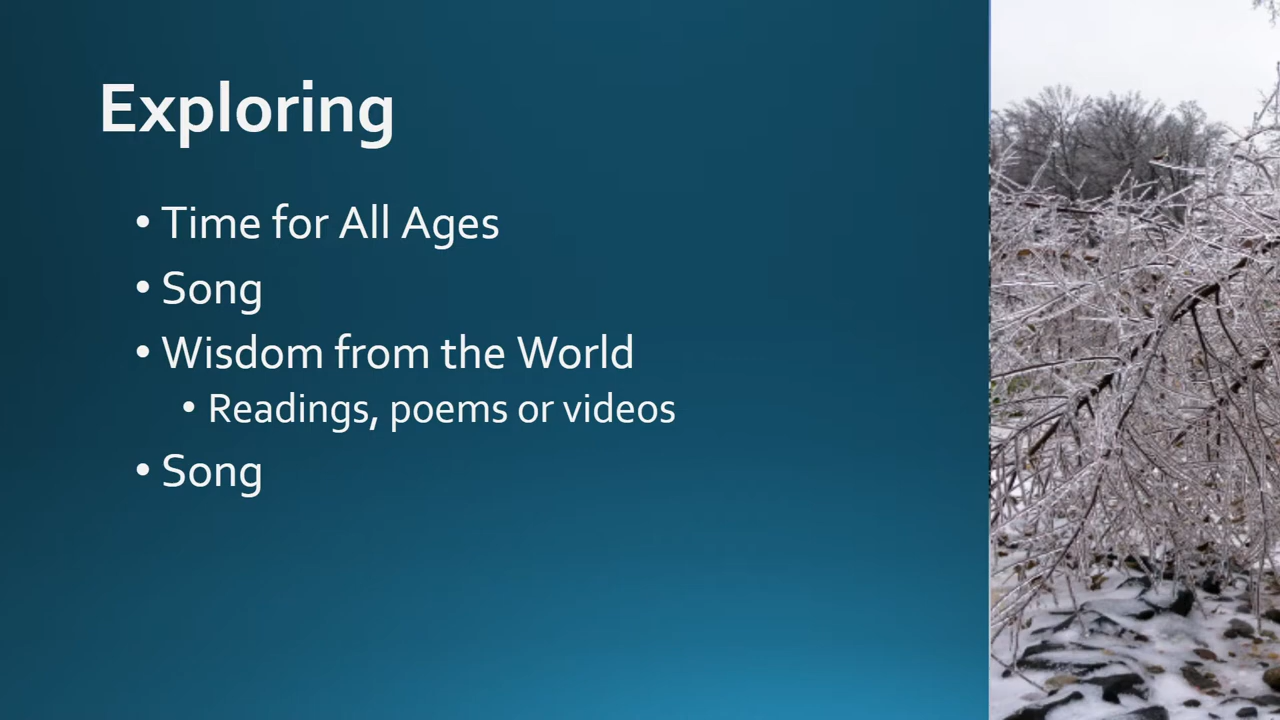 Exploring
• Time for All Ages
• Song
• Wisdom from the World
• Readings, poems or videos
• Song